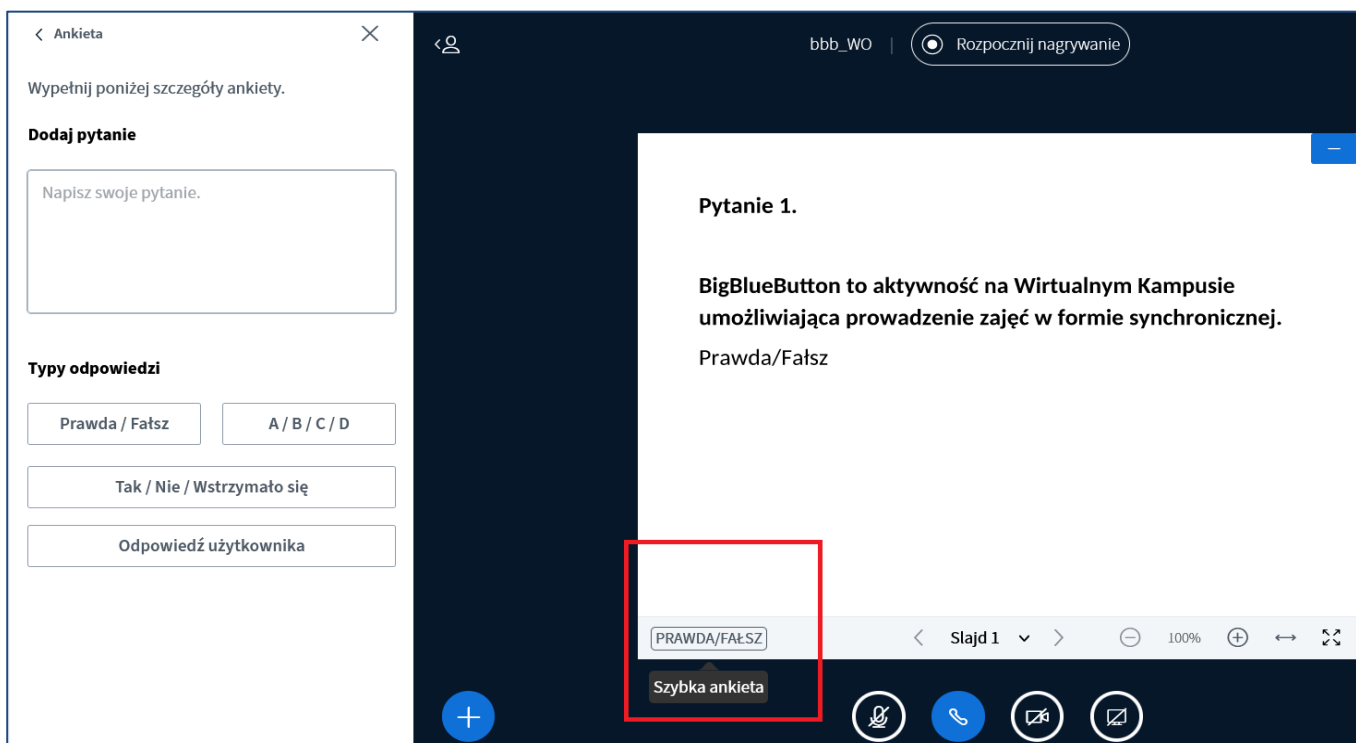 Ankieta
Wypełnij poniżej szczegóły ankiety.
Dodaj pytanie
Napisz swoje pytanie.
Typy odpowiedzi
Prawda / Fałsz
A / B / C / D
Tak / Nie / Wstrzymało się
Odpowiedź użytkownika
bbb_WO
Rozpocznij nagrywanie
Pytanie 1.
BigBlueButton to aktywność na Wirtualnym Kampusie
umożliwiająca prowadzenie zajęć w formie synchronicznej.
Prawda/Fałsz
PRAWDA/FAŁSZ
Slajd 1
100%
Szybka ankieta